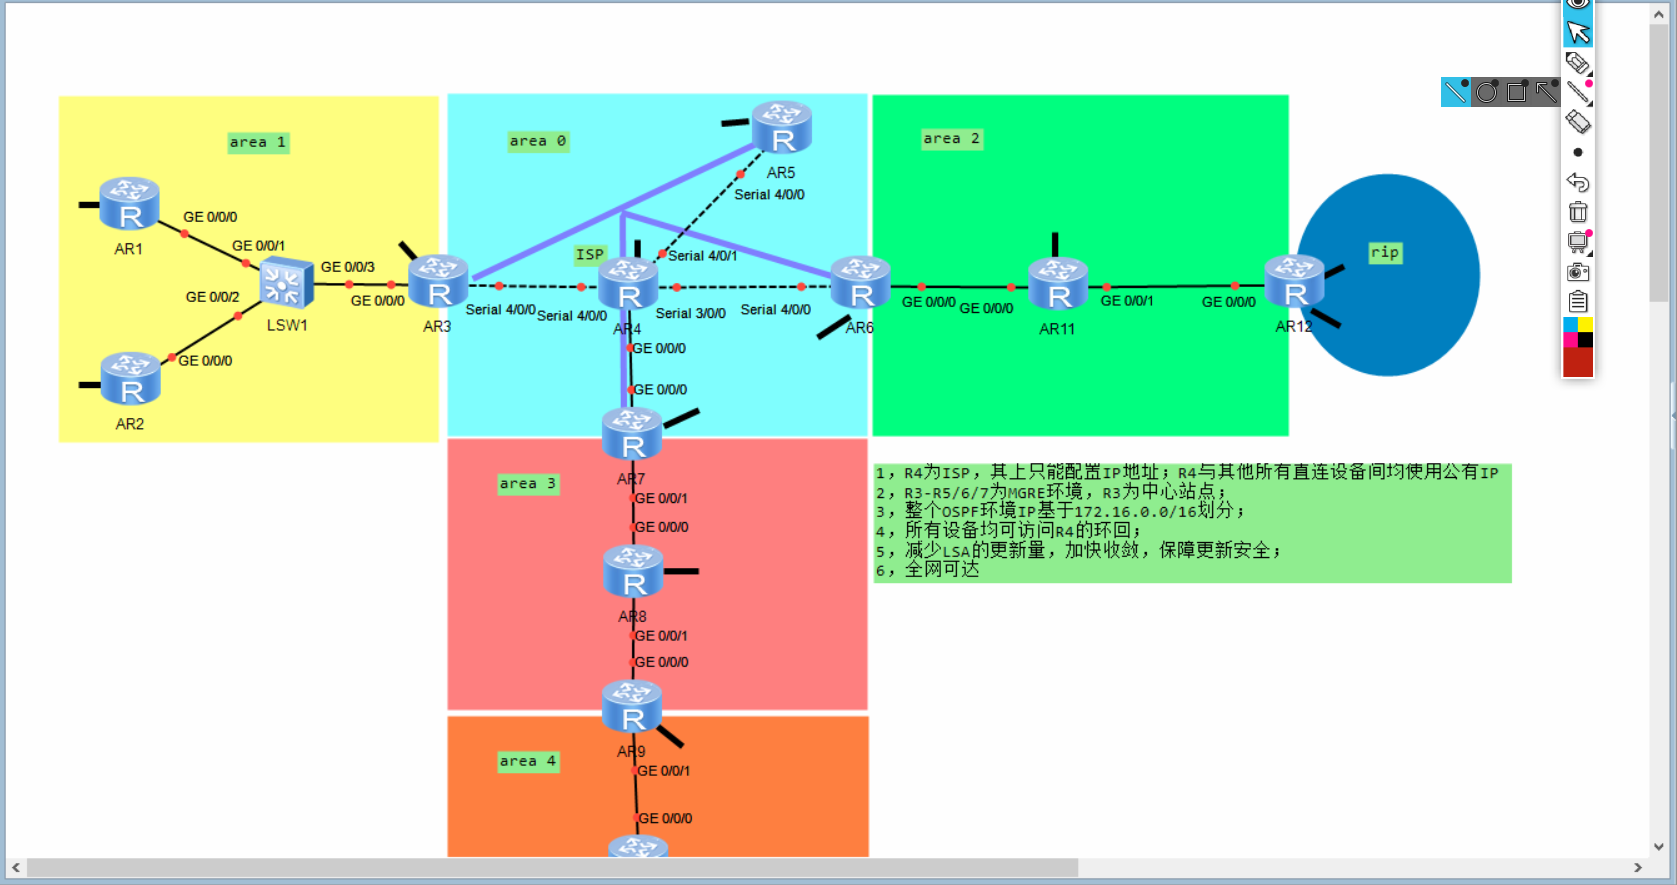 area 1
area 0
area 2
rip
ISP
area 3
area 4
R
AR1
GE 0/0/0
GE 0/0/1
GE 0/0/2
GE 0/0/3
LSW1
GE 0/0/0
R
AR2
GE 0/0/0
R
AR3
Serial 4/0/0
Serial 4/0/0
R
AR4
Serial 4/0/1
Serial 3/0/0
GE 0/0/0
R
AR5
Serial 4/0/0
Serial 4/0/0
R
AR6
GE 0/0/0
GE 0/0/0
R
AR11
GE 0/0/1
GE 0/0/0
R
AR12
GE 0/0/0
R
AR7
GE 0/0/1
GE 0/0/0
R
AR8
GE 0/0/1
GE 0/0/0
R
AR9
GE 0/0/1
GE 0/0/0
1，R4为ISP，其上只能配置IP地址；R4与其他所有直连设备间均使用公有IP
2，R3-R5/6/7为MGRE环境，R3为中心站点；
3，整个OSPF环境IP基于172.16.0.0/16划分；
4，所有设备均可访问R4的环回；
5，减少LSA的更新量，加快收敛，保障更新安全；
6，全网可达